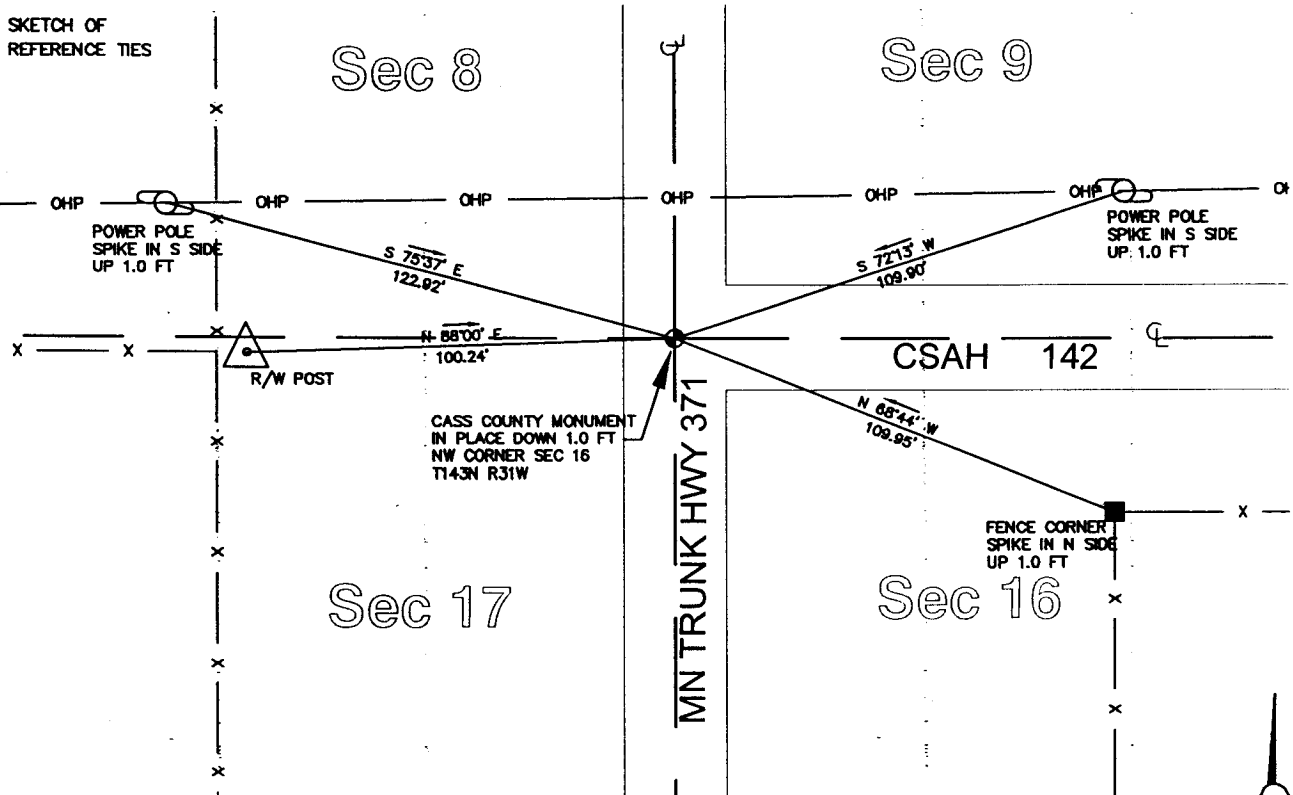 SKETCH OF
REFERENCE TIES
Sec 8
Sec 9
℄
OHP
OHP
OHP
OHP
OHP
OHP
OH
POWER POLE
SPIKE IN S SIDE
UP 1.0 FT
POWER POLE
SPIKE IN S SIDE
UP 1.0 FT
S 75°37' E
122.92'
S 72°13' W
109.90'
X
X
X
X
N 88°00' E
100.24'
R/W POST
CSAH 142
℄
CASS COUNTY MONUMENT
IN PLACE DOWN 1.0 FT
NW CORNER SEC 16
T143N R31W
MN TRUNK HWY 371
N 68°44' W
109.95'
FENCE CORNER
SPIKE IN N SIDE
UP 1.0 FT
X
X
X
X
X
X
X
X
Sec 17
Sec 16